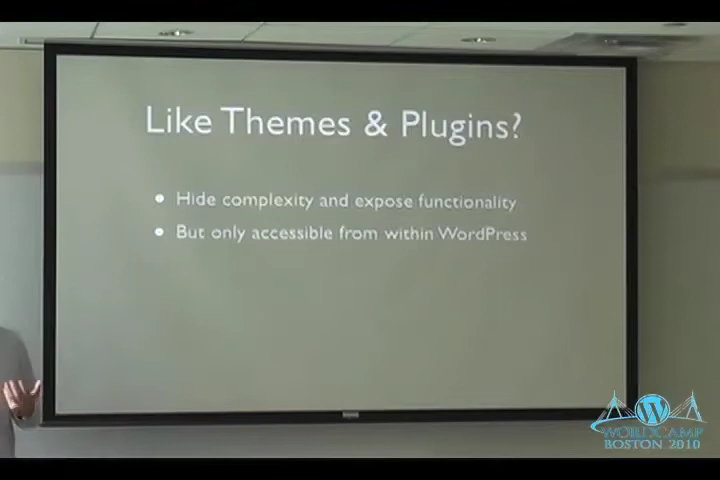 Like Themes & Plugins?
• Hide complexity and expose functionality
• But only accessible from within WordPress
WORDCAMP
BOSTON 2010